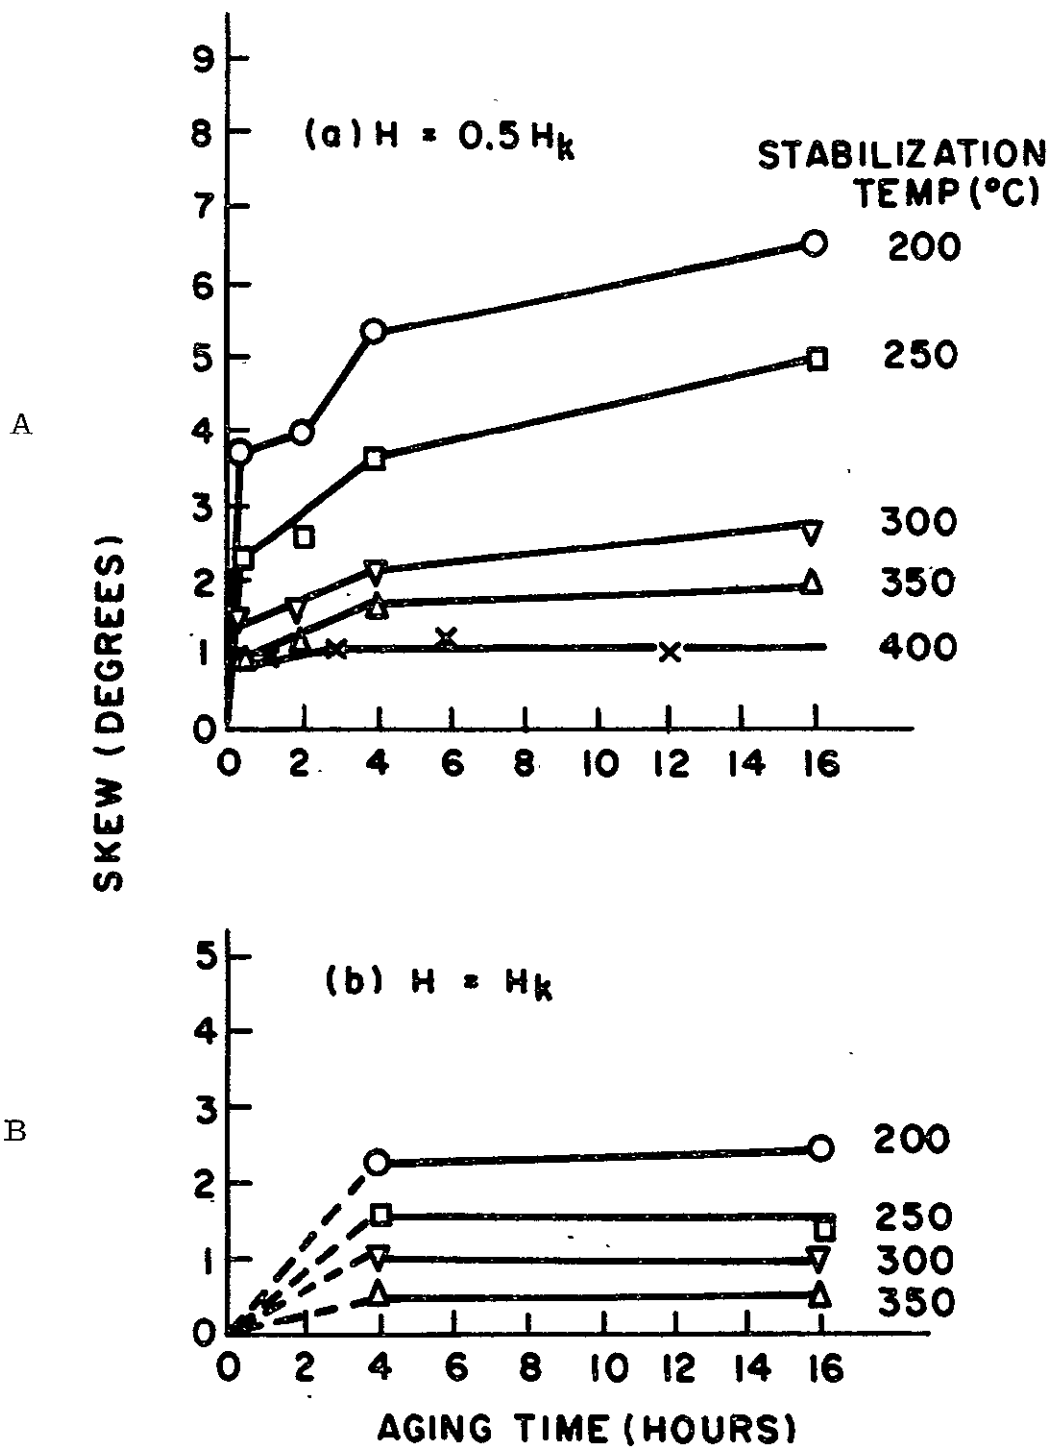 9
(a) H = 0.5 Hk
8
STABILIZATION
TEMP (°C)
7
200
6
250
5
A
4
3
300
2
350
1
400
0
0 2 4 6 8 10 12 14 16
SKEW (DEGREES)
5
(b) H = Hk
4
3
B
200
2
250
1
300
350
0
0 2 4 6 8 10 12 14 16
AGING TIME (HOURS)